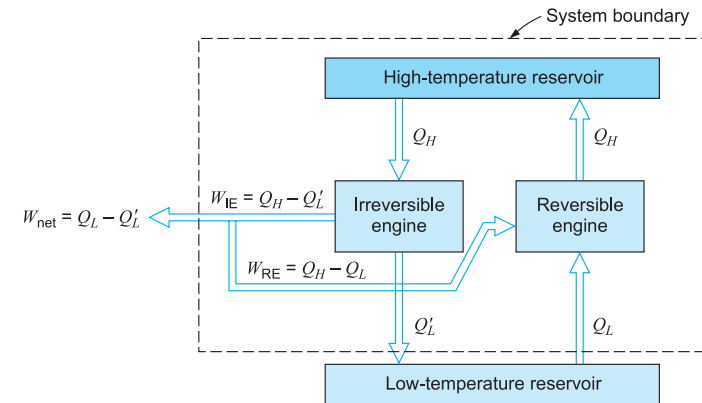 System boundary
High-temperature reservoir
Q_H
Q_H
W_IE = Q_H − Q′_L
Irreversible
engine
Reversible
engine
W_net = Q_L − Q′_L
W_RE = Q_H − Q_L
Q′_L
Q_L
Low-temperature reservoir